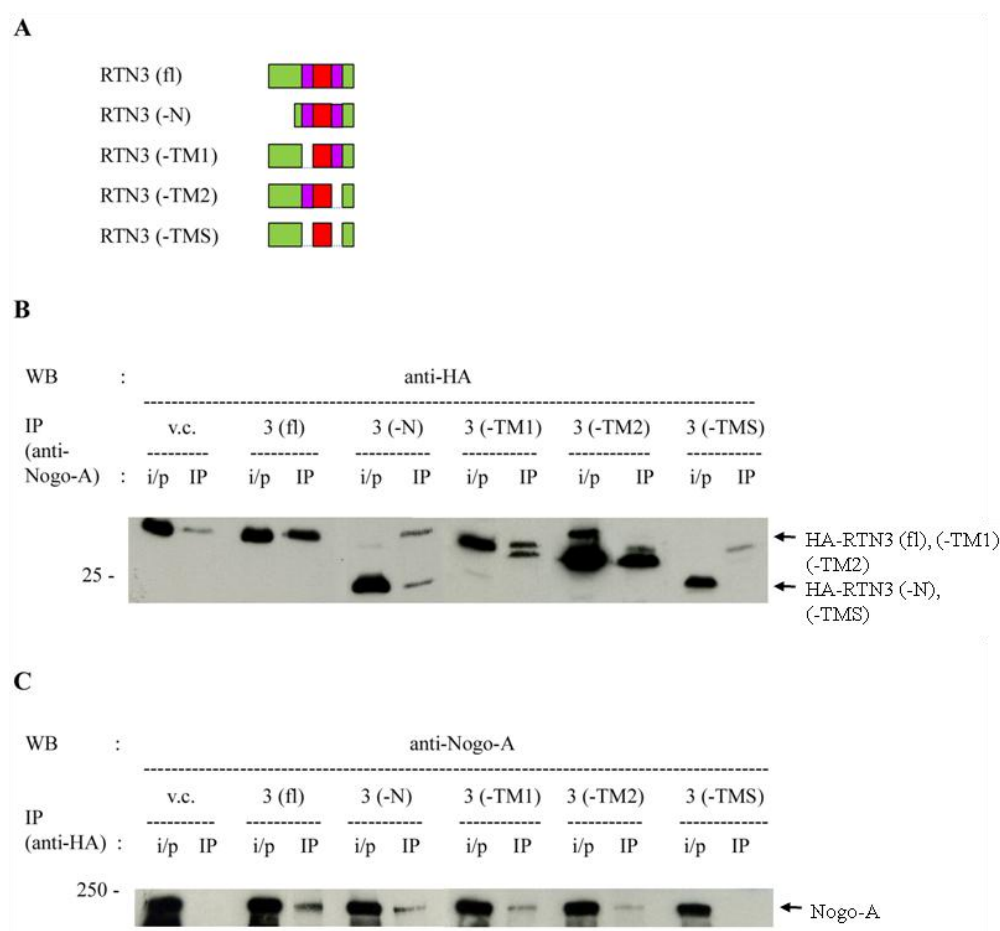 A
RTN3 (fl)
RTN3 (-N)
RTN3 (-TM1)
RTN3 (-TM2)
RTN3 (-TMS)
B
WB : anti-HA
IP (anti-Nogo-A) :
v.c. 3 (fl) 3 (-N) 3 (-TM1) 3 (-TM2) 3 (-TMS)
i/p IP i/p IP i/p IP i/p IP i/p IP i/p IP
25 -
HA-RTN3 (fl), (-TM1)
(-TM2)
HA-RTN3 (-N),
(-TMS)
C
WB : anti-Nogo-A
IP (anti-HA) :
v.c. 3 (fl) 3 (-N) 3 (-TM1) 3 (-TM2) 3 (-TMS)
i/p IP i/p IP i/p IP i/p IP i/p IP i/p IP
250 -
Nogo-A